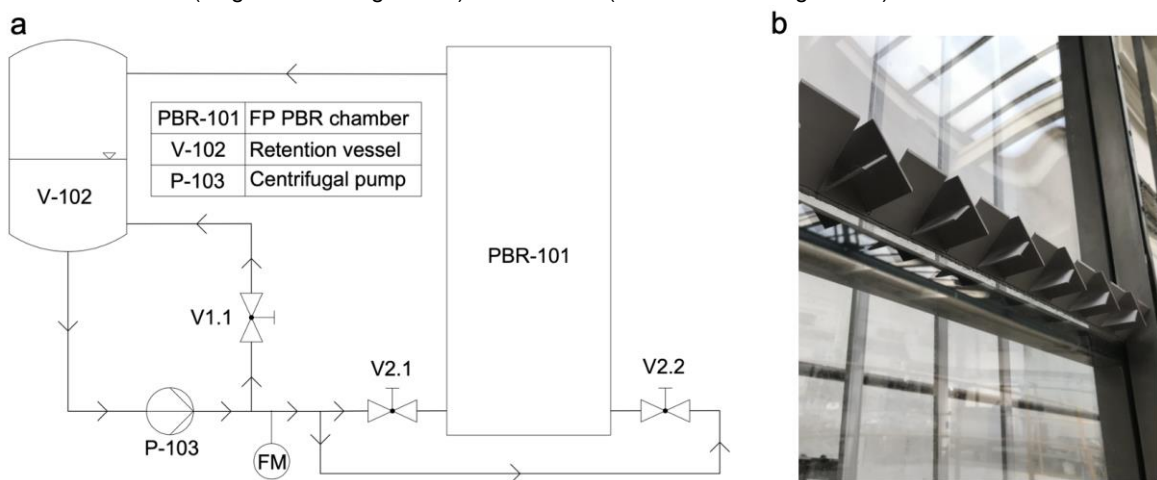 a
b
PBR-101 FP PBR chamber
V-102 Retention vessel
P-103 Centrifugal pump
V-102
PBR-101
V1.1
V2.1
V2.2
P-103
FM